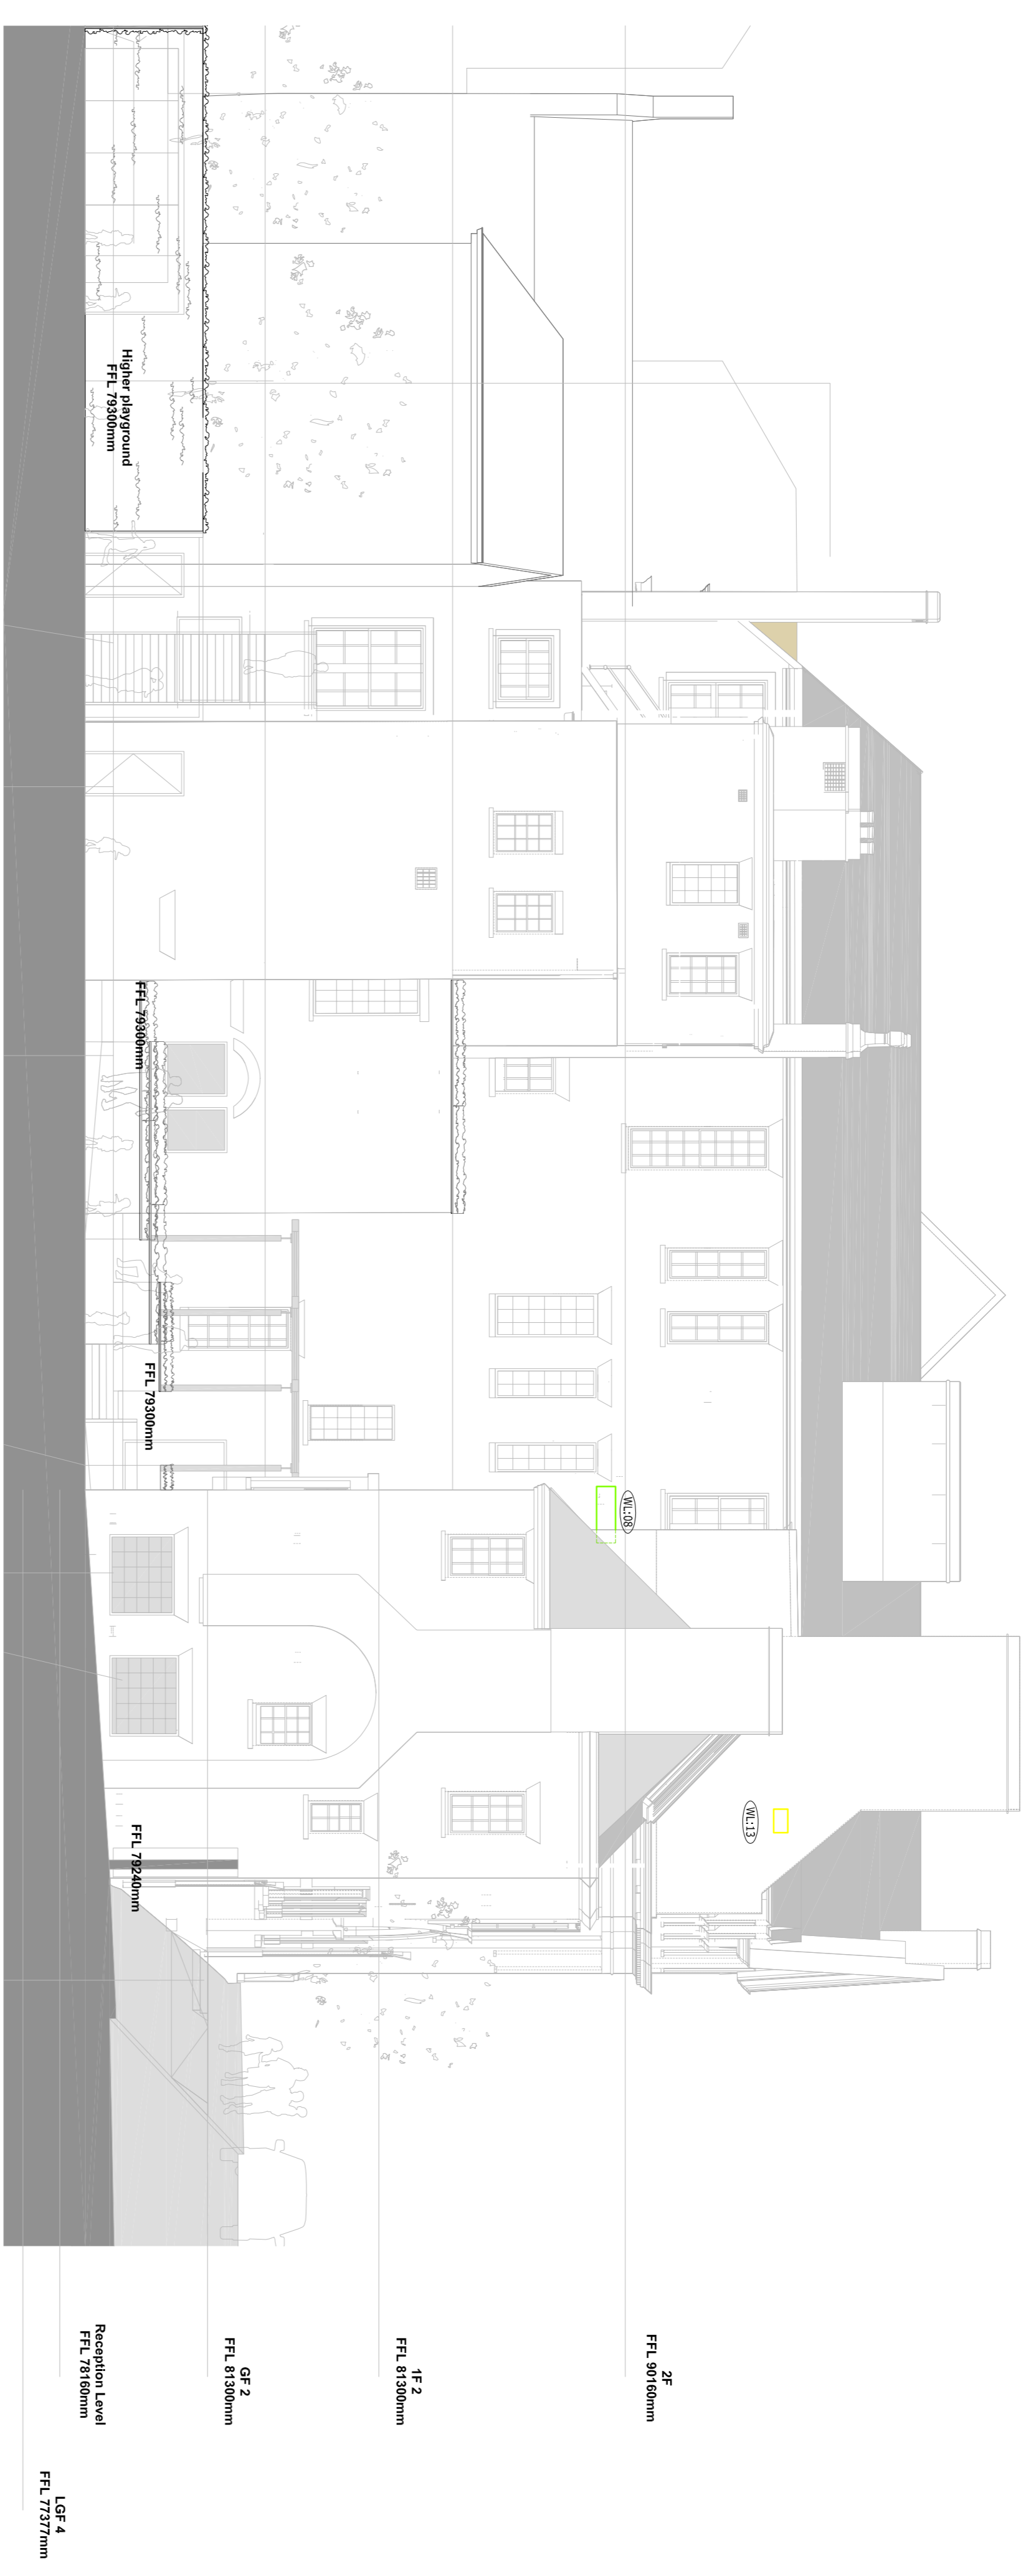 WL:08
WL:13
Higher playground
FFL 79300mm
FFL 79300mm
FFL 79300mm
FFL 79240mm
2F
FFL 90160mm
1F 2
FFL 81300mm
GF 2
FFL 81300mm
Reception Level
FFL 78160mm
LGF 4
FFL 77377mm